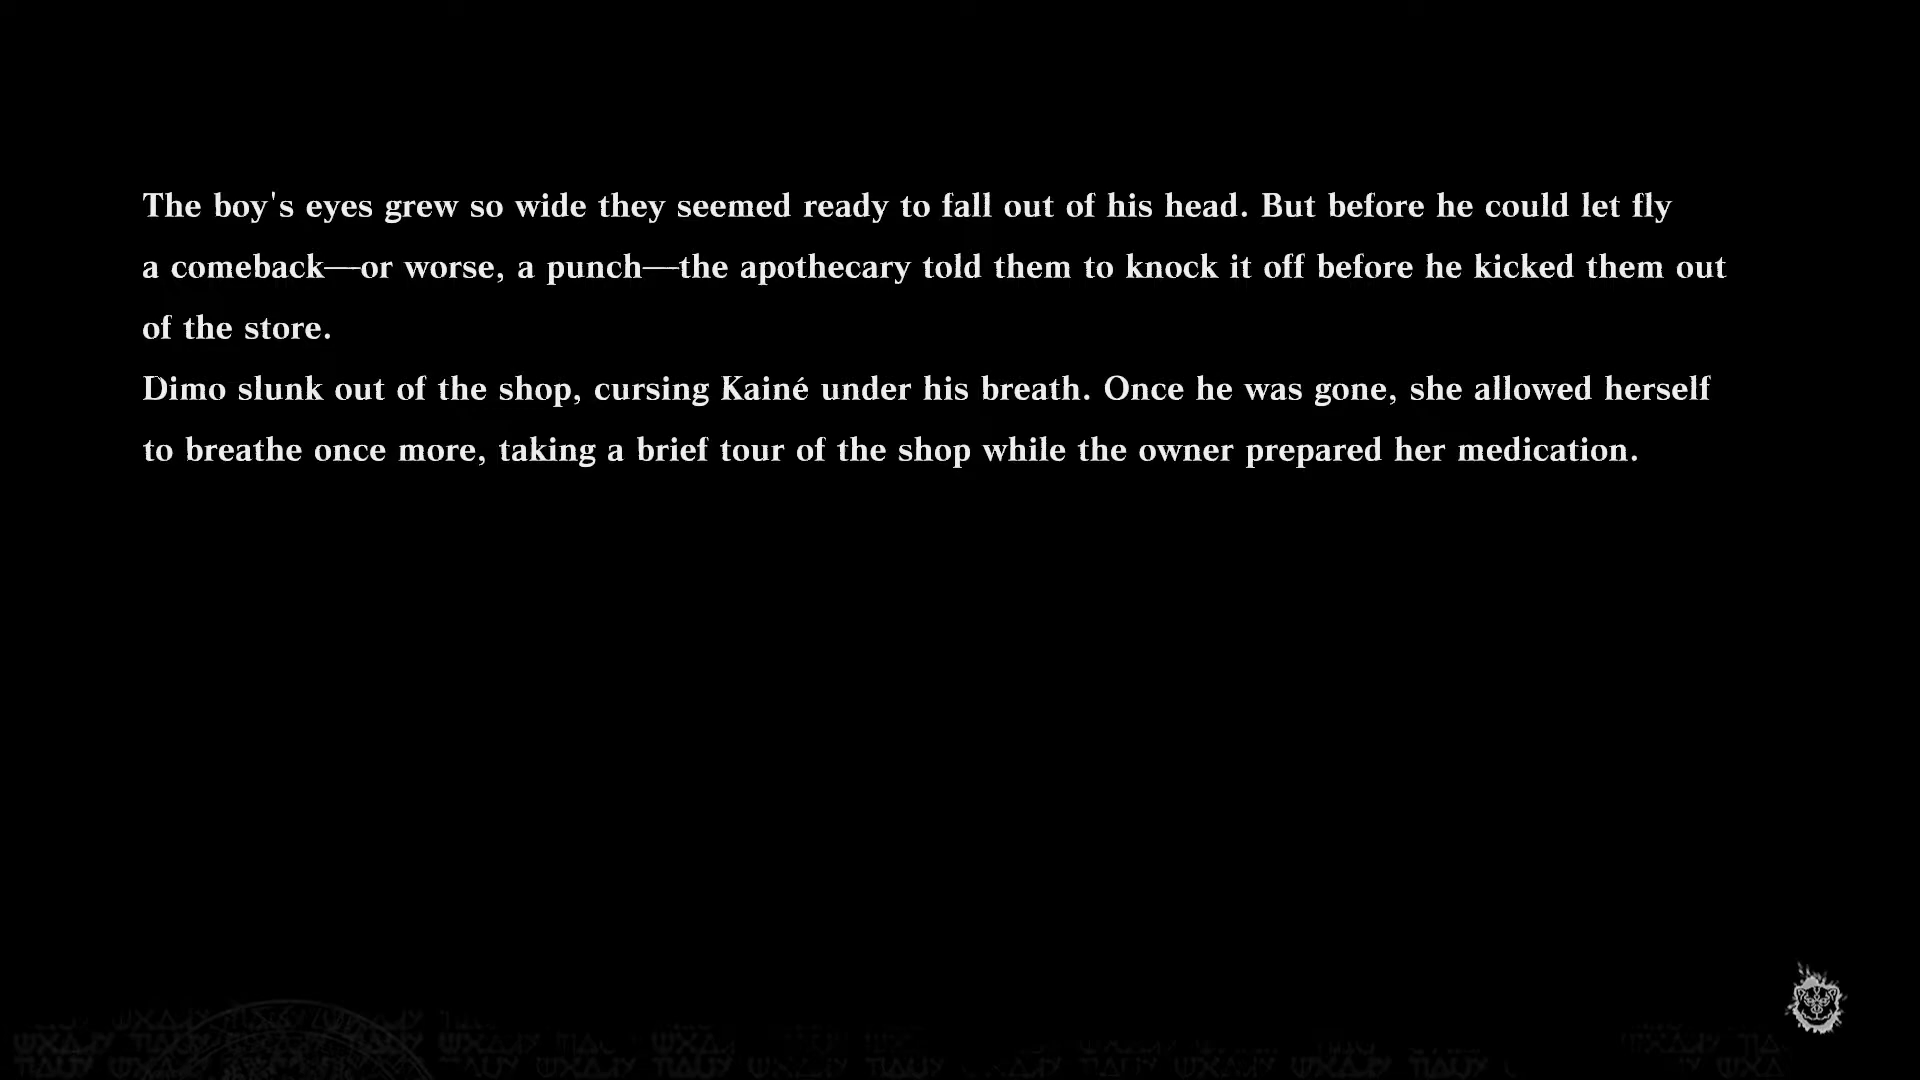 The boy's eyes grew so wide they seemed ready to fall out of his head. But before he could let fly
a comeback—or worse, a punch—the apothecary told them to knock it off before he kicked them out
of the store.
Dimo slunk out of the shop, cursing Kainé under his breath. Once he was gone, she allowed herself
to breathe once more, taking a brief tour of the shop while the owner prepared her medication.